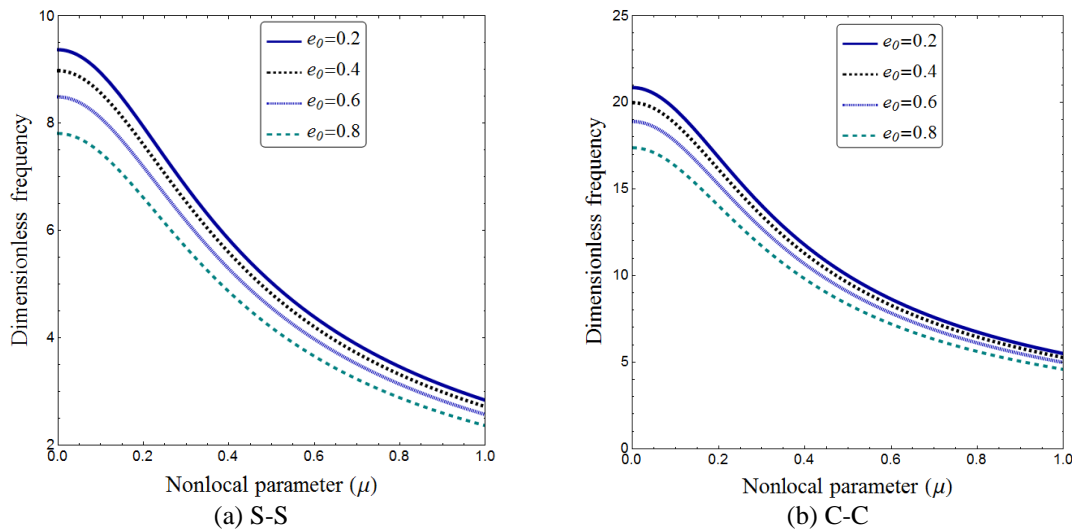 10
8
6
4
2
0.0 0.2 0.4 0.6 0.8 1.0
Dimensionless frequency
Nonlocal parameter (μ)
e0=0.2
e0=0.4
e0=0.6
e0=0.8
(a) S-S
25
20
15
10
5
0
0.0 0.2 0.4 0.6 0.8 1.0
Dimensionless frequency
Nonlocal parameter (μ)
e0=0.2
e0=0.4
e0=0.6
e0=0.8
(b) C-C